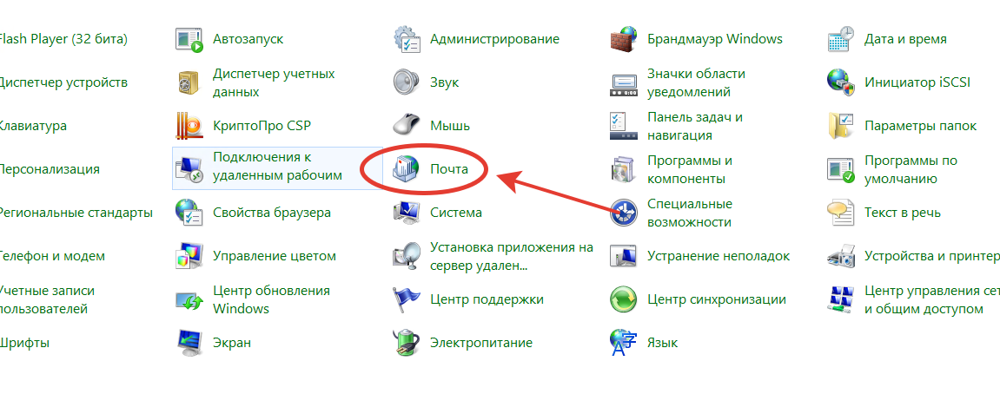 Flash Player (32 бита)
Автозапуск
Администрирование
Брандмауэр Windows
Дата и время
Диспетчер устройств
Диспетчер учетных
данных
Звук
Значки области
уведомлений
Инициатор iSCSI
Клавиатура
КриптоПро CSP
Мышь
Панель задач и
навигация
Параметры папок
Персонализация
Подключения к
удаленным рабочим
Почта
Программы и
компоненты
Программы по
умолчанию
Региональные стандарты
Свойства браузера
Система
Специальные
возможности
Текст в речь
Телефон и модем
Управление цветом
Установка приложения на
сервер удален...
Устранение неполадок
Устройства и принтер
Учетные записи
пользователей
Центр обновления
Windows
Центр поддержки
Центр синхронизации
Центр управления сет
и общим доступом
Шрифты
Экран
Электропитание
Язык